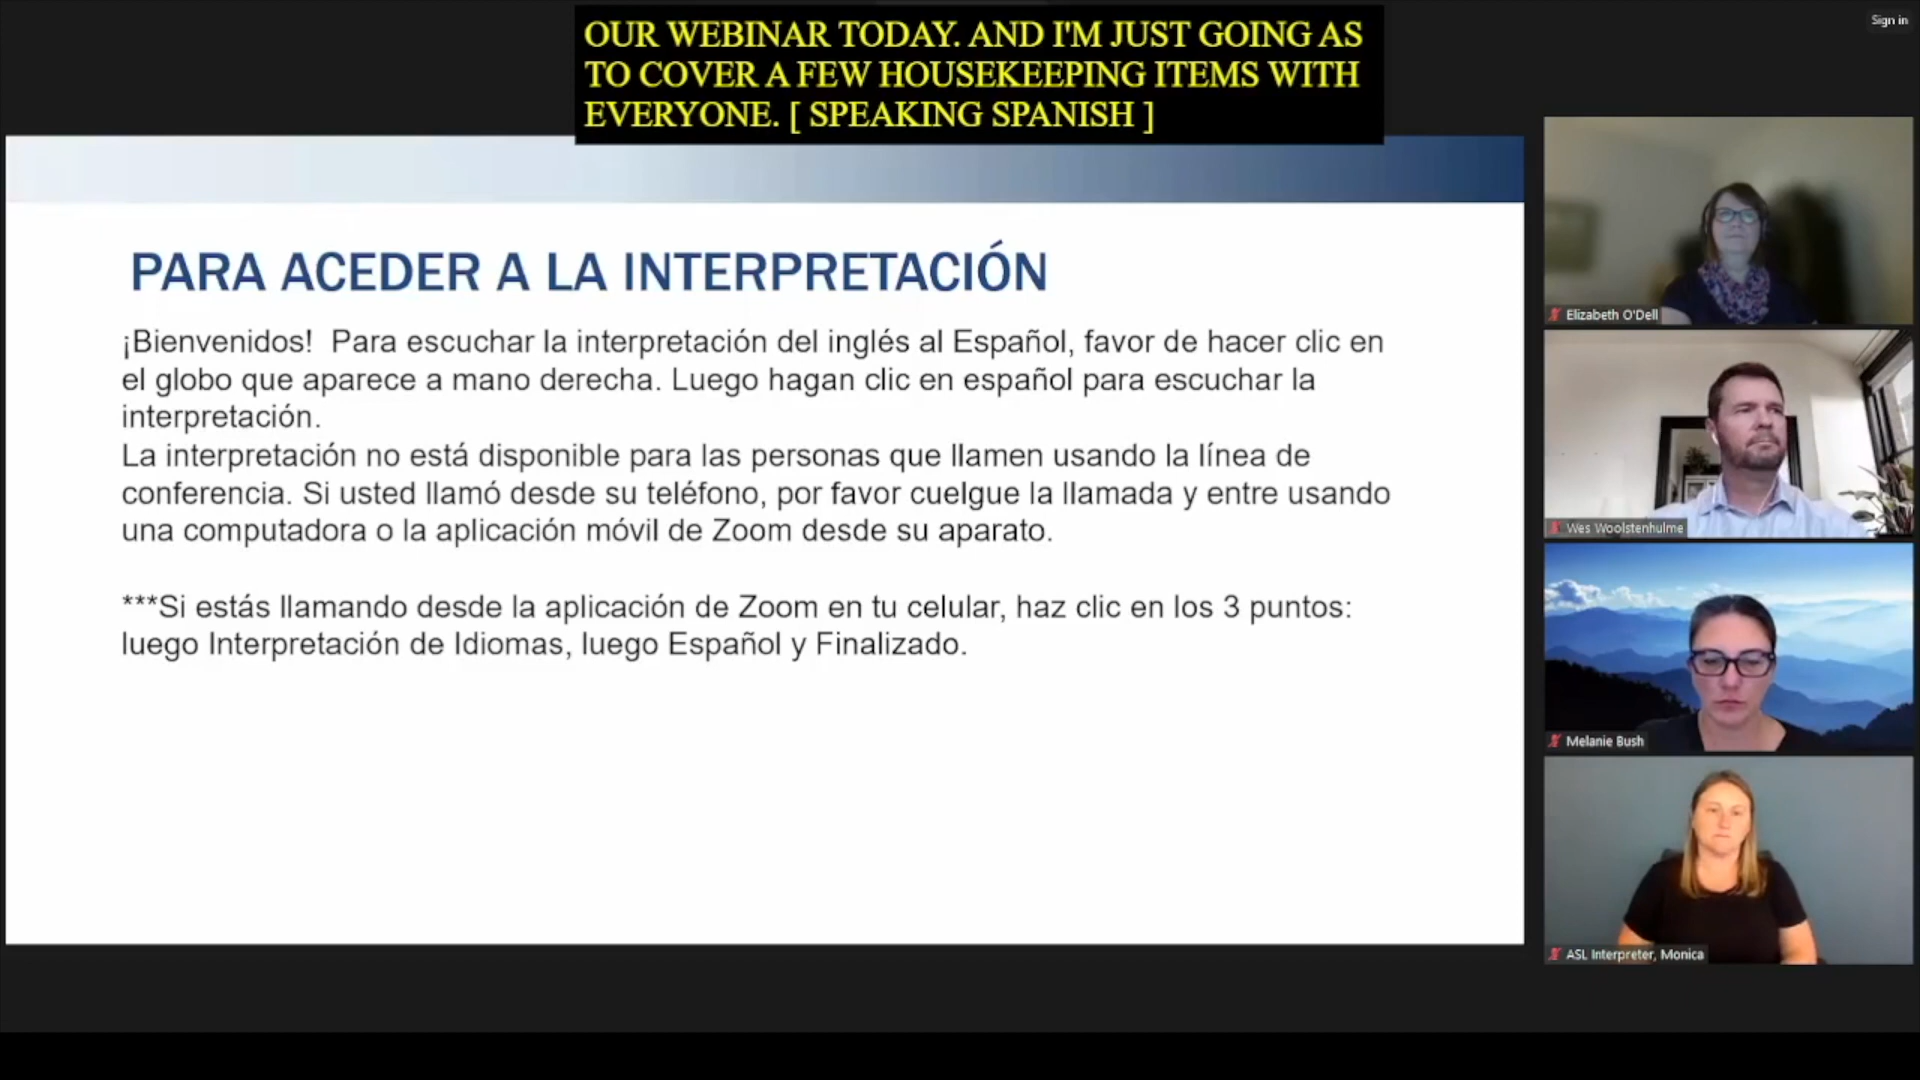 Sign in
OUR WEBINAR TODAY. AND I'M JUST GOING AS
TO COVER A FEW HOUSEKEEPING ITEMS WITH
EVERYONE. [ SPEAKING SPANISH ]
PARA ACEDER A LA INTERPRETACIÓN
¡Bienvenidos!  Para escuchar la interpretación del inglés al Español, favor de hacer clic en
el globo que aparece a mano derecha. Luego hagan clic en español para escuchar la
interpretación.
La interpretación no está disponible para las personas que llamen usando la línea de
conferencia. Si usted llamó desde su teléfono, por favor cuelgue la llamada y entre usando
una computadora o la aplicación móvil de Zoom desde su aparato.
***Si estás llamando desde la aplicación de Zoom en tu celular, haz clic en los 3 puntos:
luego Interpretación de Idiomas, luego Español y Finalizado.
Elizabeth O'Dell
Wes Woolstenhulme
Melanie Bush
ASL Interpreter, Monica